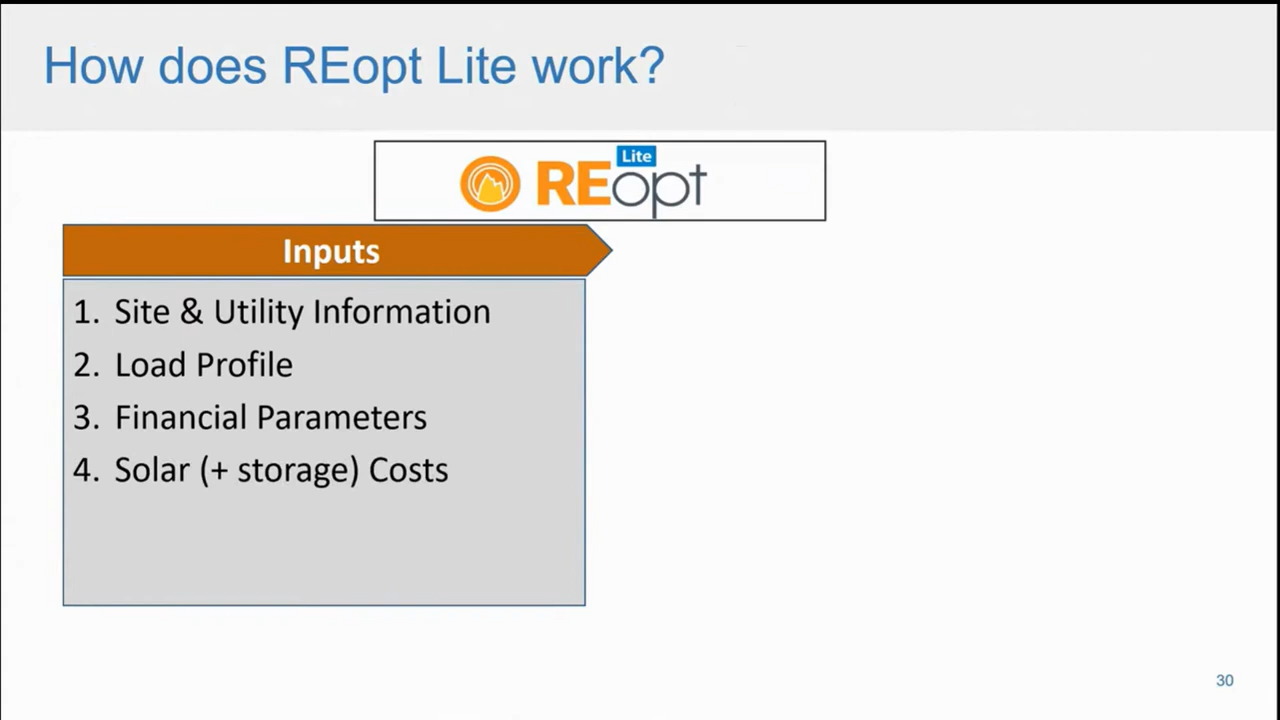 How does REopt Lite work?
Lite
REopt
Inputs
1. Site & Utility Information
2. Load Profile
3. Financial Parameters
4. Solar (+ storage) Costs
30